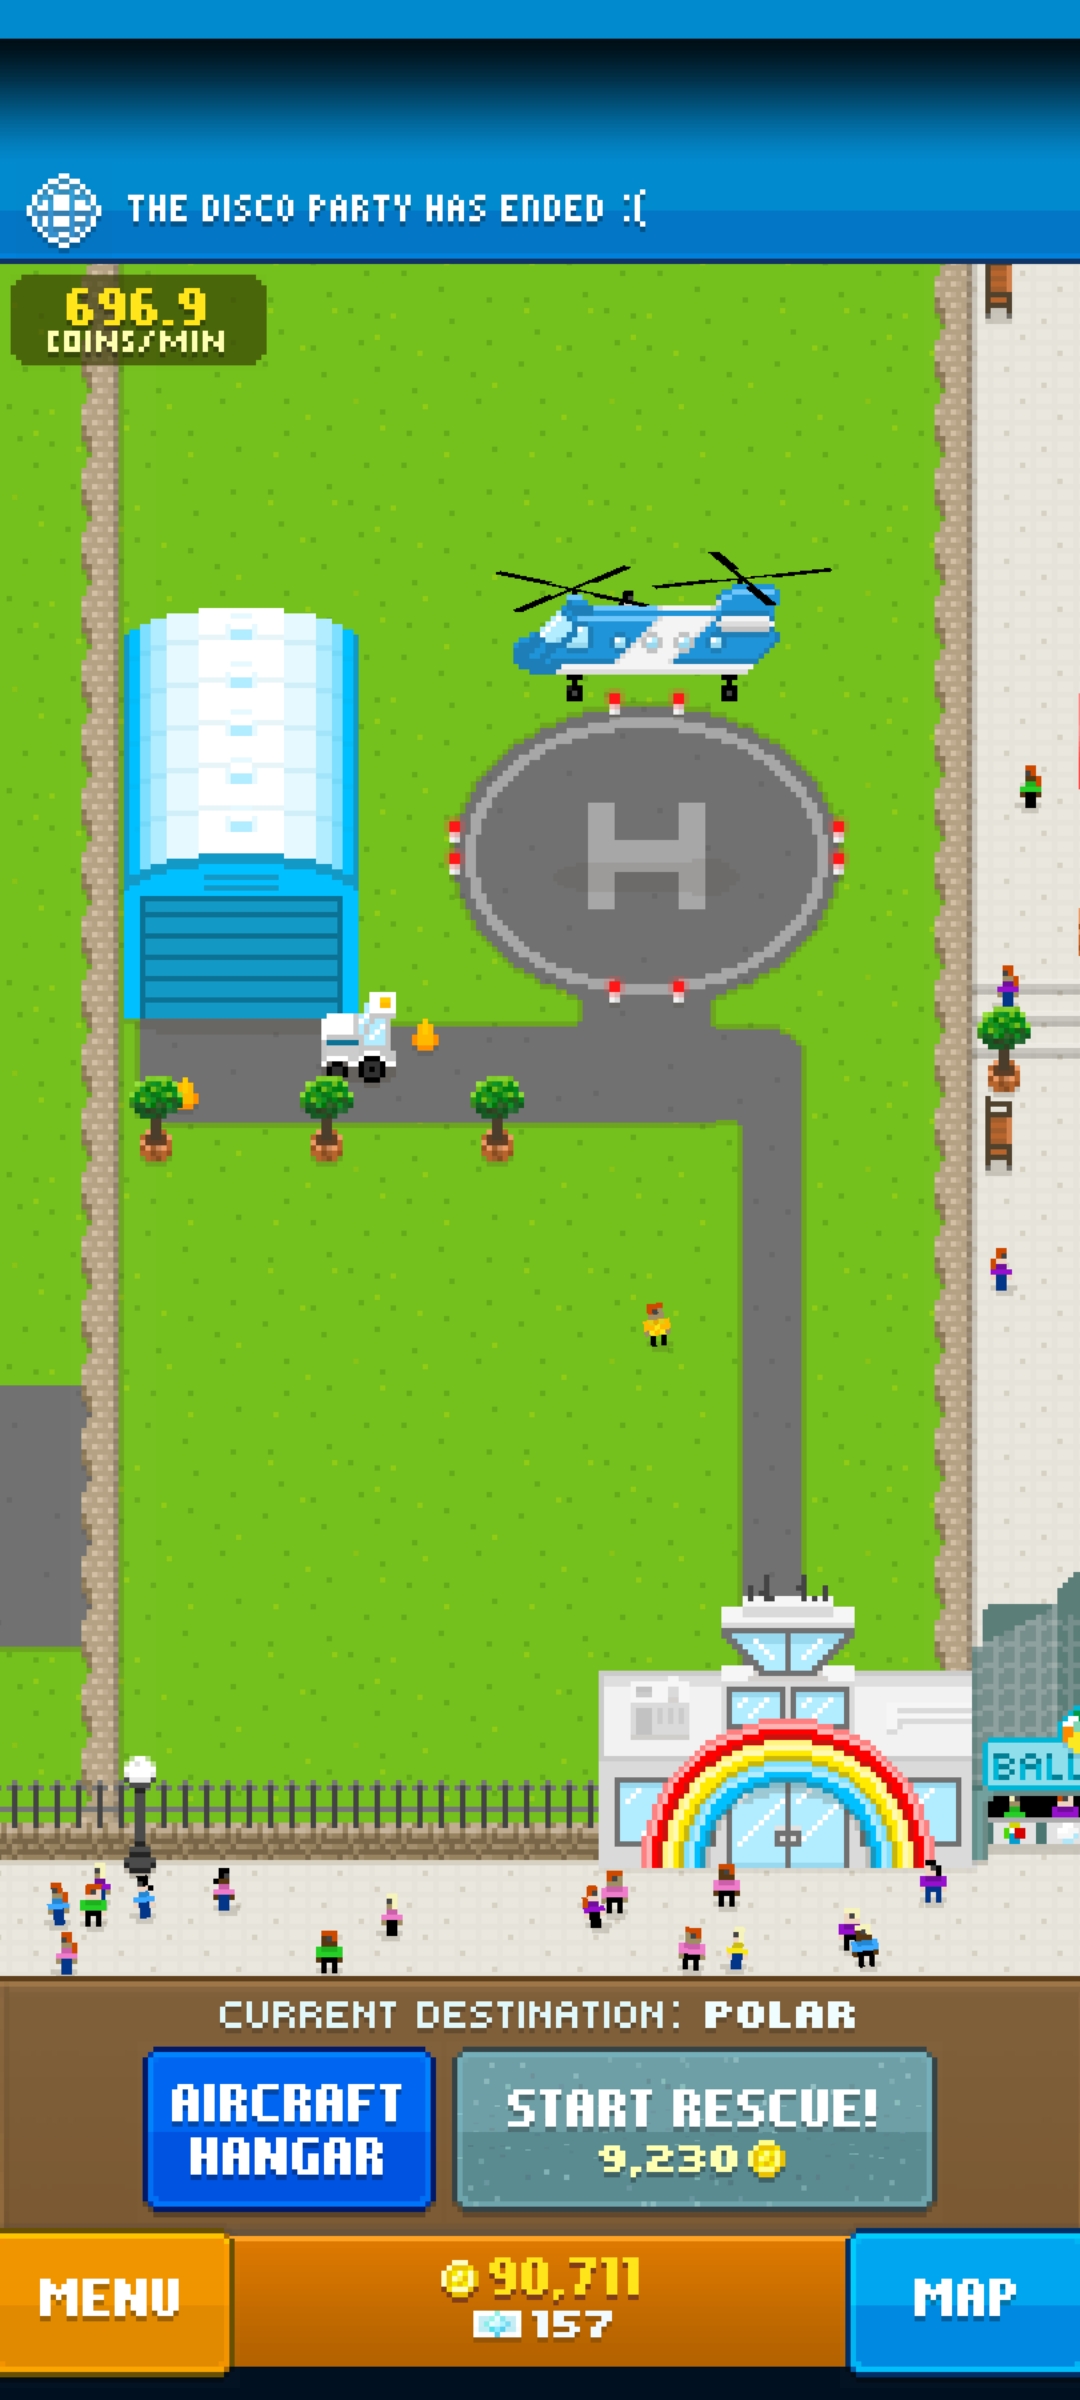 THE DISCO PARTY HAS ENDED :(
696.9
COINS/MIN
H
BALL
CURRENT DESTINATION: POLAR
AIRCRAFT
HANGAR
START RESCUE!
9,230
90,711
157
MENU
MAP